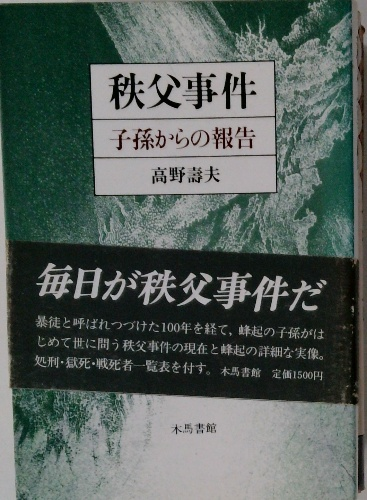 秩父事件
子孫からの報告
高野壽夫
毎日が秩父事件だ
暴徒と呼ばれつづけた100年を経て、蜂起の子孫がは
じめて世に問う秩父事件の現在と蜂起の詳細な実像。
処刑・獄死・戦死者一覧表を付す。 木馬書館 定価1500円
木馬書館